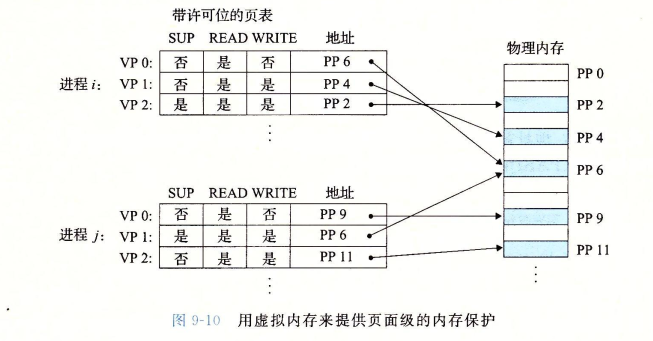 带许可位的页表
SUP READ WRITE 地址
物理内存
VP 0: 否 是 否 PP 6
进程 i: VP 1: 否 是 是 PP 4
VP 2: 是 是 是 PP 2
⋮
PP 0
PP 2
PP 4
PP 6
PP 9
PP 11
⋮
SUP READ WRITE 地址
VP 0: 否 是 否 PP 9
进程 j: VP 1: 是 是 是 PP 6
VP 2: 否 是 是 PP 11
⋮
图 9-10 用虚拟内存来提供页面级的内存保护